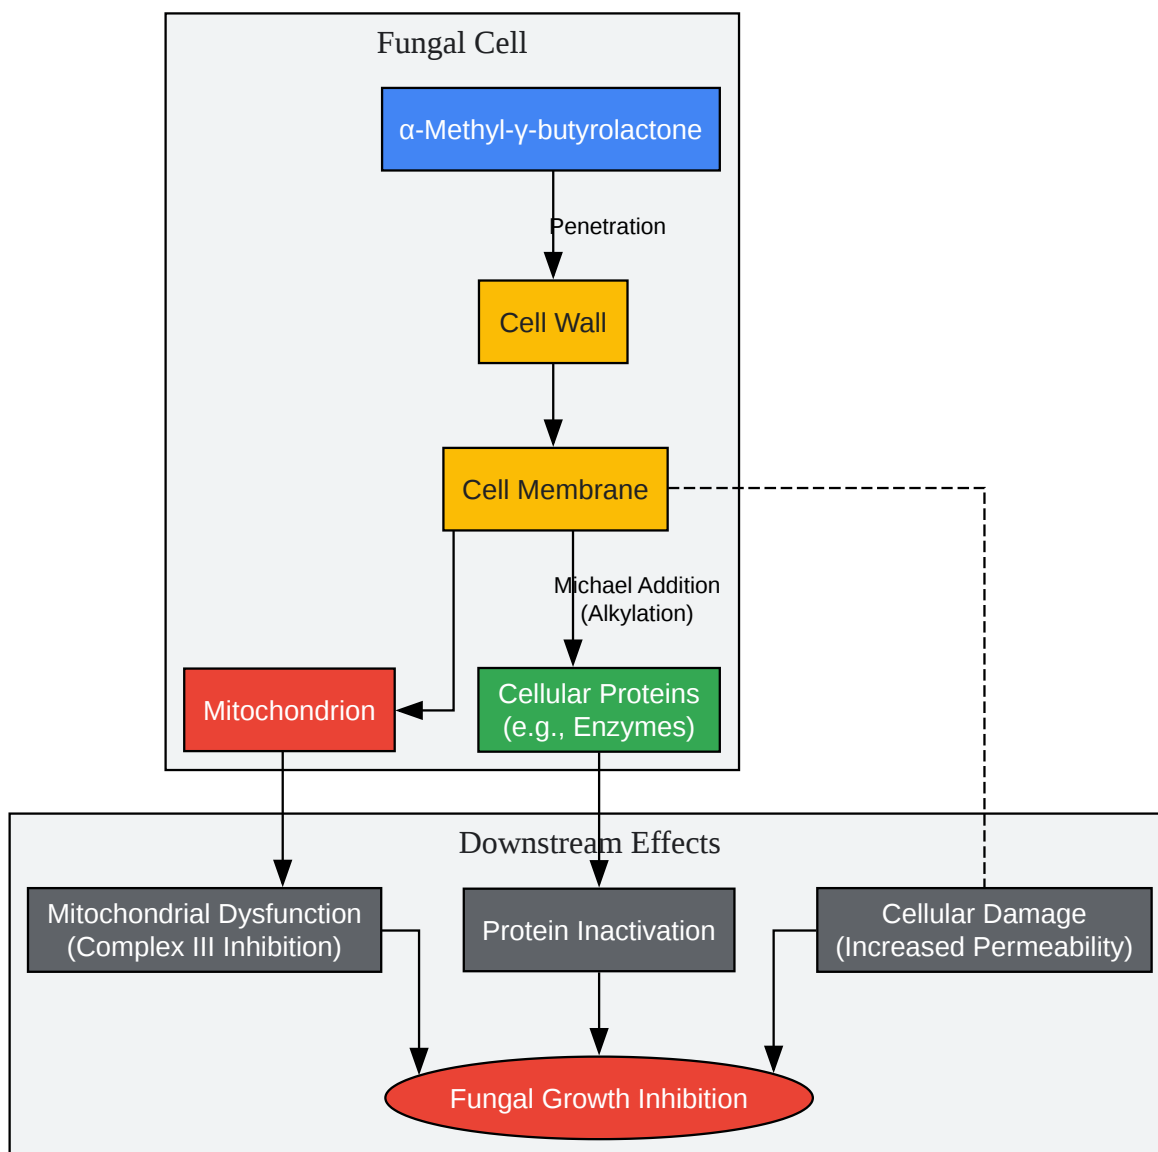 Fungal Cell
α-Methyl-γ-butyrolactone
Penetration
Cell Wall
Cell Membrane
Michael Addition
(Alkylation)
Mitochondrion
Cellular Proteins
(e.g., Enzymes)
Downstream Effects
Mitochondrial Dysfunction
(Complex III Inhibition)
Protein Inactivation
Cellular Damage
(Increased Permeability)
Fungal Growth Inhibition